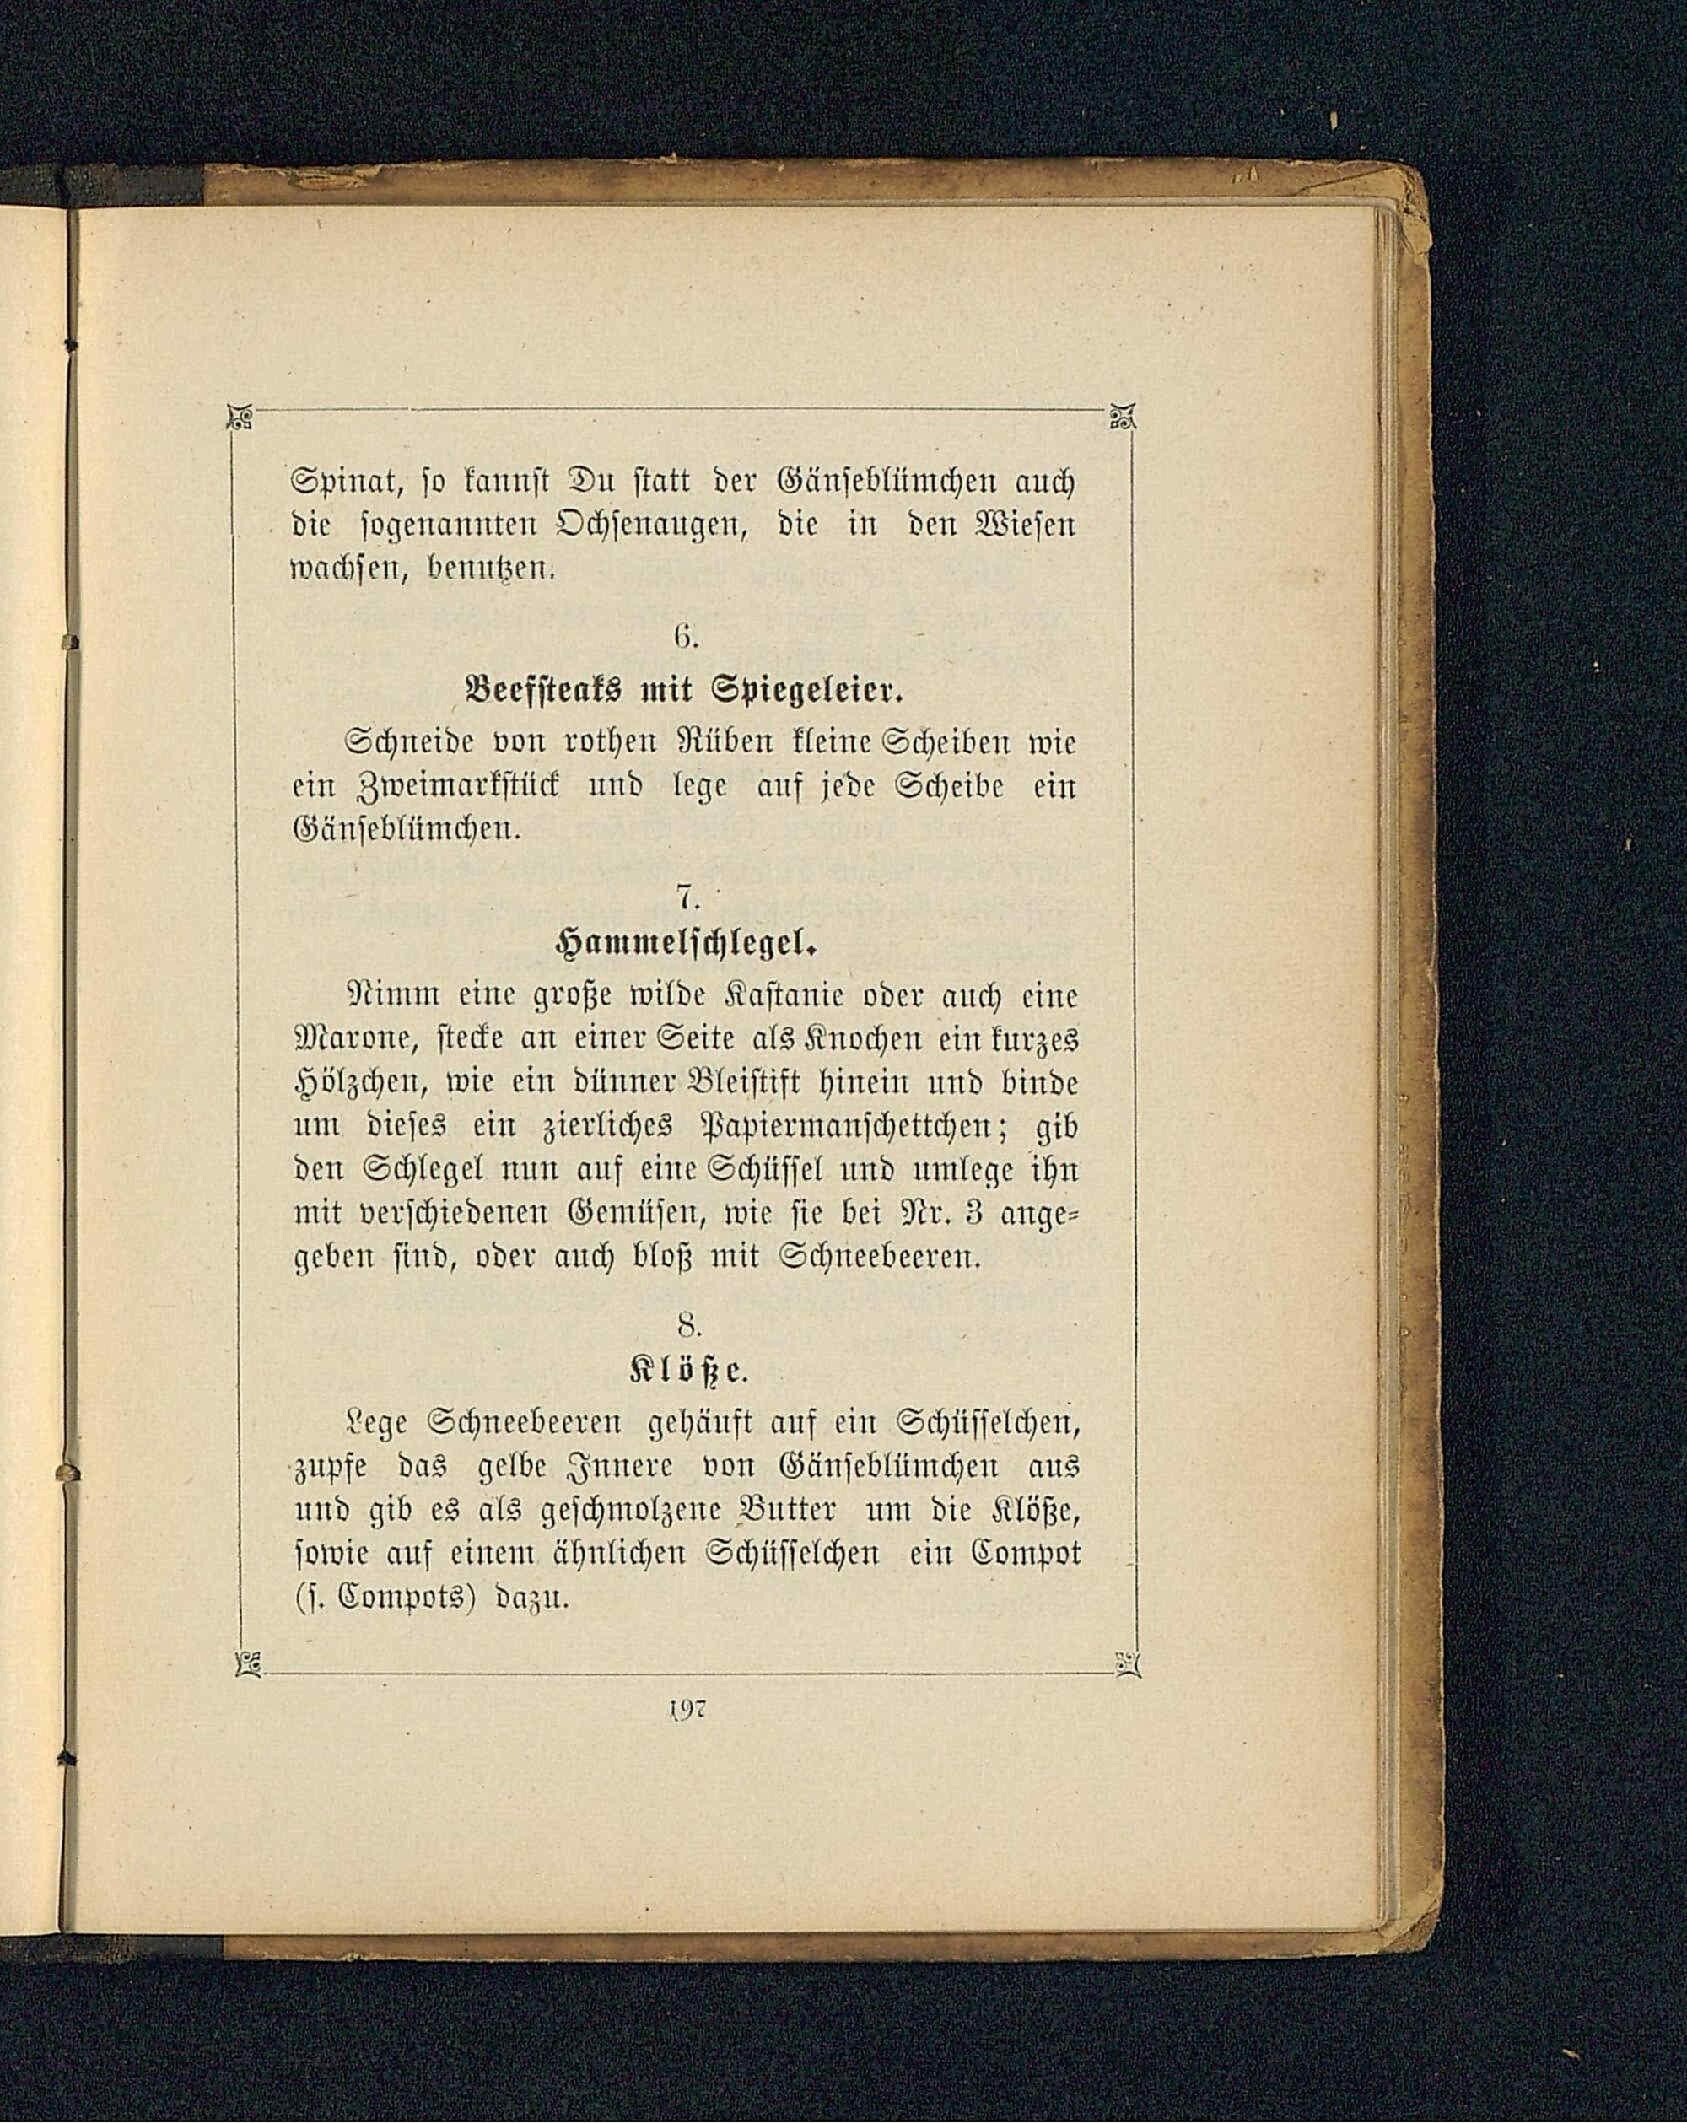 Spinat, so kannst Du statt der Gänseblümchen auch
die sogenannten Ochsenaugen, die in den Wiesen
wachsen, benutzen.
6.
Beefsteaks mit Spiegeleier.
Schneide von rothen Rüben kleine Scheiben wie
ein Zweimarkstück und lege auf jede Scheibe ein
Gänseblümchen.
7.
Hammelschlegel.
Nimm eine große wilde Kastanie oder auch eine
Marone, stecke an einer Seite als Knochen ein kurzes
Hölzchen, wie ein dünner Bleistift hinein und binde
um dieses ein zierliches Papiermanschettchen; gib
den Schlegel nun auf eine Schüssel und umlege ihn
mit verschiedenen Gemüsen, wie sie bei Nr. 3 ange-
geben sind, oder auch bloß mit Schneebeeren.
8.
Klöße.
Lege Schneebeeren gehäuft auf ein Schüsselchen,
zupfe das gelbe Innere von Gänseblümchen aus
und gib es als geschmolzene Butter um die Klöße,
sowie auf einem ähnlichen Schüsselchen ein Compot
(s. Compots) dazu.
197